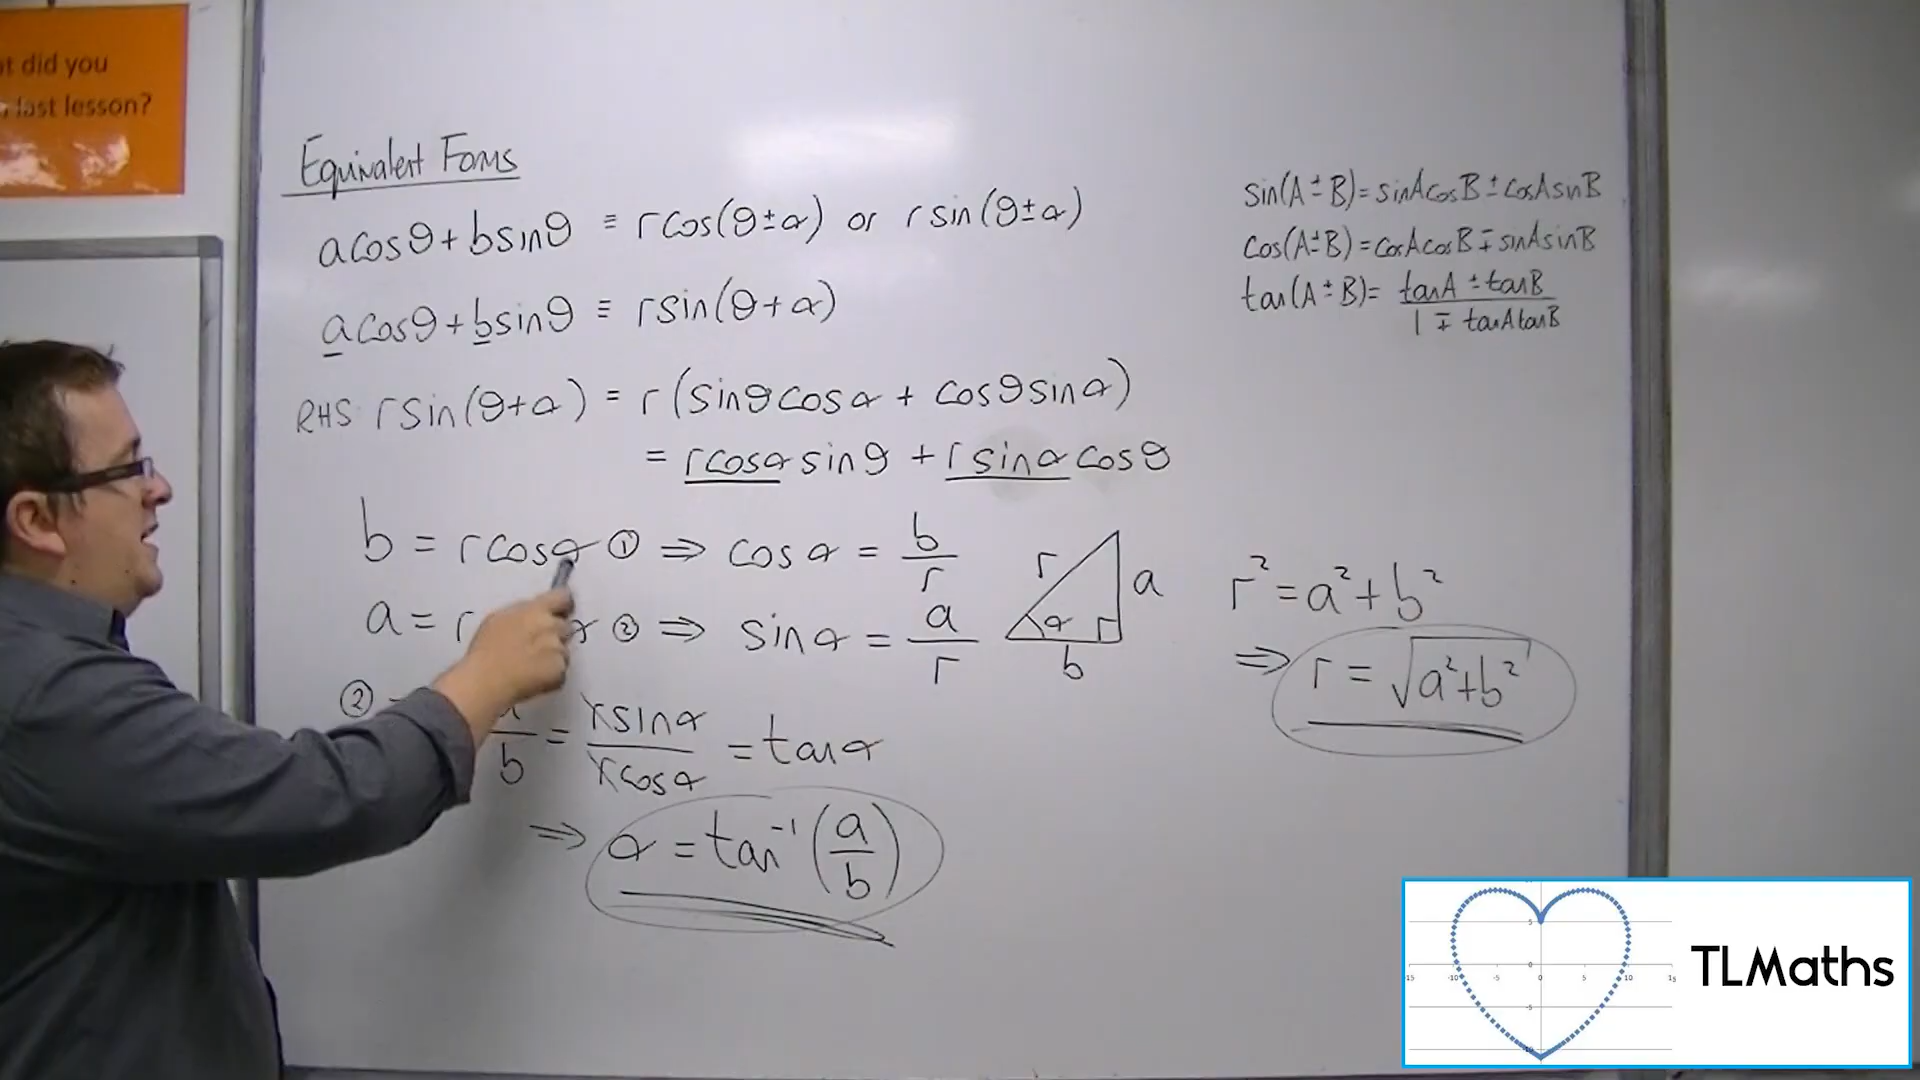 t did you
last lesson?
Equivalent Forms
acosθ + bsinθ ≡ rcos(θ±α) or rsin(θ±α)
acosθ + bsinθ ≡ rsin(θ+α)
RHS rsin(θ+α) = r(sinθcosα + cosθsinα)
= rcosα sinθ + rsinα cosθ
b = rcosα ① ⇒ cosα = b/r
a = r α ② ⇒ sinα = a/r
②
b = rsinα/rcosα = tanα
⇒ α = tan⁻¹(a/b)
r
a
α
b
r² = a² + b²
⇒ r = √(a²+b²)
sin(A±B) = sinAcosB ± cosAsinB
cos(A±B) = cosAcosB ∓ sinAsinB
tan(A±B) = (tanA ± tanB)/(1 ∓ tanAtanB)
TLMaths